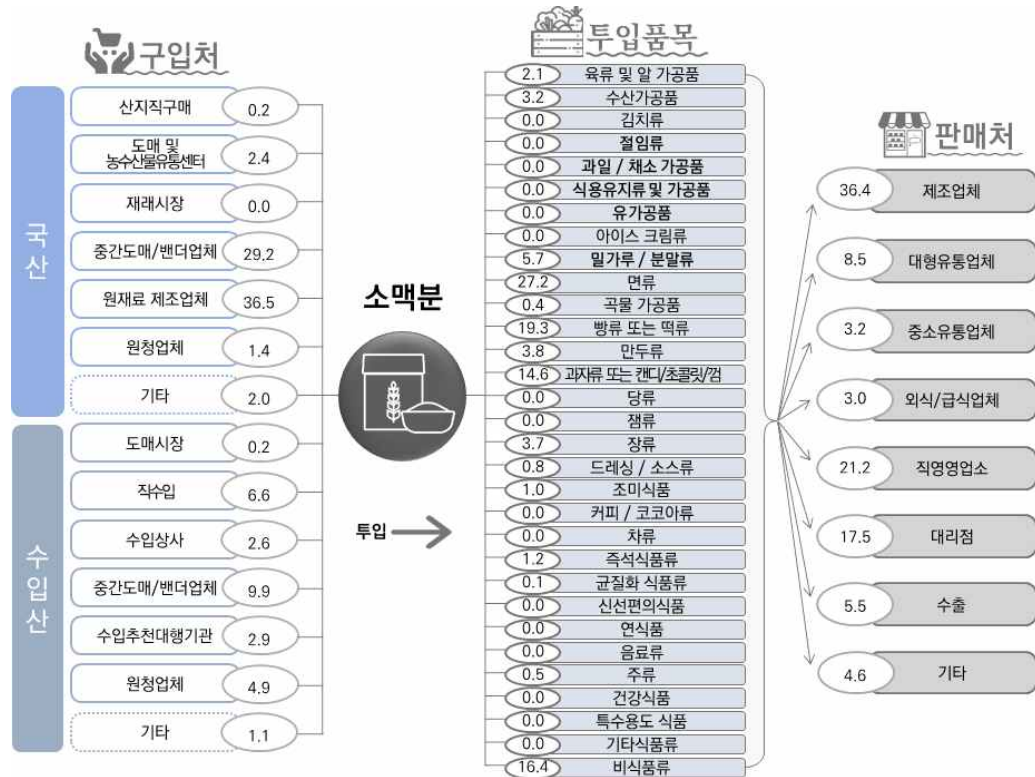 구입처
국산
산지직구매 0.2
도매 및
농수산물유통센터 2.4
재래시장 0.0
중간도매/밴더업체 29.2
원재료 제조업체 36.5
원청업체 1.4
기타 2.0
수입산
도매시장 0.2
직수입 6.6
수입상사 2.6
중간도매/밴더업체 9.9
수입추천대행기관 2.9
원청업체 4.9
기타 1.1
소맥분
투입
투입품목
2.1 육류 및 알 가공품
3.2 수산가공품
0.0 김치류
0.0 절임류
0.0 과일 / 채소 가공품
0.0 식용유지류 및 가공품
0.0 유가공품
0.0 아이스 크림류
5.7 밀가루 / 분말류
27.2 면류
0.4 곡물 가공품
19.3 빵류 또는 떡류
3.8 만두류
14.6 과자류 또는 캔디/초콜릿/껌
0.0 당류
0.0 잼류
3.7 장류
0.8 드레싱 / 소스류
1.0 조미식품
0.0 커피 / 코코아류
0.0 차류
1.2 즉석식품류
0.1 균질화 식품류
0.0 신선편의식품
0.0 연식품
0.0 음료류
0.5 주류
0.0 건강식품
0.0 특수용도 식품
0.0 기타식품류
16.4 비식품류
판매처
36.4 제조업체
8.5 대형유통업체
3.2 중소유통업체
3.0 외식/급식업체
21.2 직영영업소
17.5 대리점
5.5 수출
4.6 기타